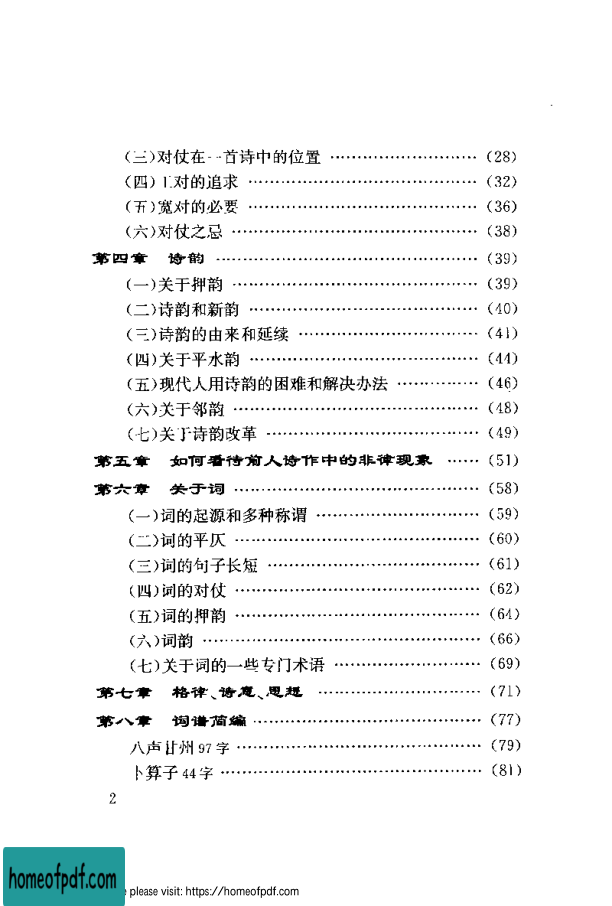 (三)对仗在一首诗中的位置 ………………………… (28)
(四)工对的追求 ………………………………………… (32)
(五)宽对的必要 ………………………………………… (36)
(六)对仗之忌 …………………………………………… (38)
第四章 诗韵 ……………………………………………… (39)
(一)关于押韵 …………………………………………… (39)
(二)诗韵和新韵 ………………………………………… (40)
(三)诗韵的由来和延续 ……………………………… (41)
(四)关于平水韵 ………………………………………… (44)
(五)现代人用诗韵的困难和解决办法 …………… (46)
(六)关于邻韵 …………………………………………… (48)
(七)关于诗韵改革 ……………………………………… (49)
第五章 如何看待前人诗作中的非律现象 …… (51)
第六章 关于词 …………………………………………… (58)
(一)词的起源和多种称谓 …………………………… (59)
(二)词的平仄 …………………………………………… (60)
(三)词的句子长短 ……………………………………… (61)
(四)词的对仗 …………………………………………… (62)
(五)词的押韵 …………………………………………… (64)
(六)词韵 ………………………………………………… (66)
(七)关于词的一些专门术语 ………………………… (69)
第七章 格律、诗意、思想 …………………………… (71)
第八章 词谱简编 ………………………………………… (77)
八声甘州 97 字 ………………………………………… (79)
卜算子 44 字 …………………………………………… (81)
2
homeofpdf.com
please visit: https://homeofpdf.com